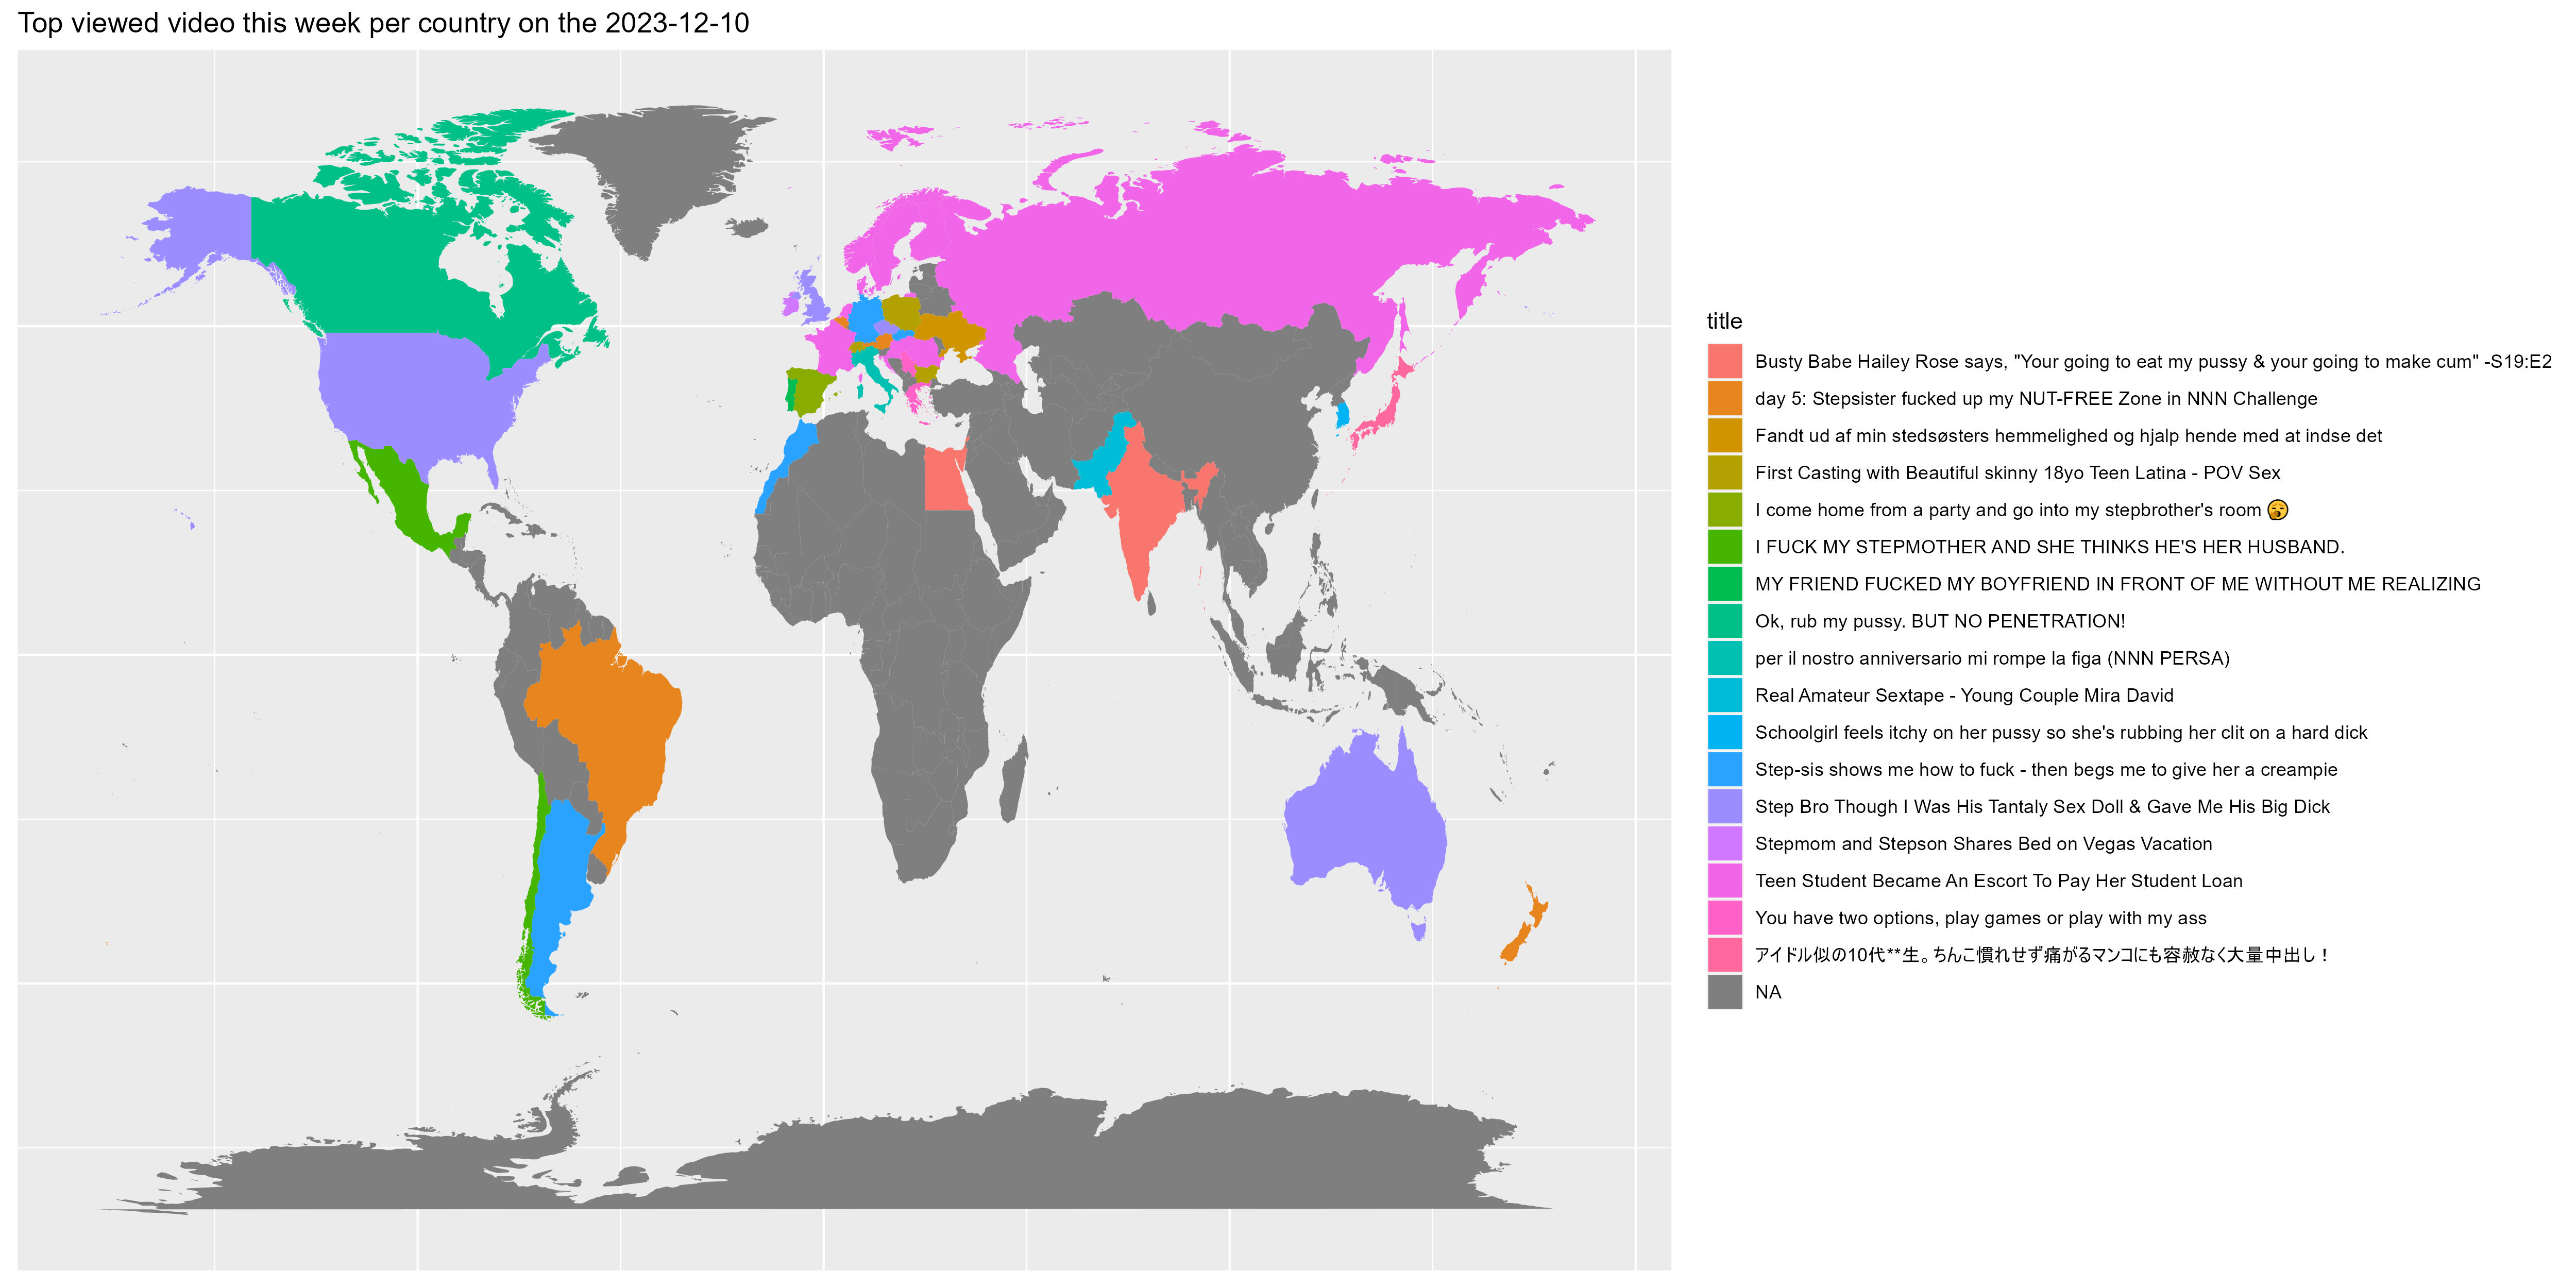 Top viewed video this week per country on the 2023-12-10
title
Busty Babe Hailey Rose says, "Your going to eat my pussy & your going to make cum" -S19:E2
day 5: Stepsister fucked up my NUT-FREE Zone in NNN Challenge
Fandt ud af min stedsøsters hemmelighed og hjalp hende med at indse det
First Casting with Beautiful skinny 18yo Teen Latina - POV Sex
I come home from a party and go into my stepbrother's room 🥱
I FUCK MY STEPMOTHER AND SHE THINKS HE'S HER HUSBAND.
MY FRIEND FUCKED MY BOYFRIEND IN FRONT OF ME WITHOUT ME REALIZING
Ok, rub my pussy. BUT NO PENETRATION!
per il nostro anniversario mi rompe la figa (NNN PERSA)
Real Amateur Sextape - Young Couple Mira David
Schoolgirl feels itchy on her pussy so she's rubbing her clit on a hard dick
Step-sis shows me how to fuck - then begs me to give her a creampie
Step Bro Though I Was His Tantaly Sex Doll & Gave Me His Big Dick
Stepmom and Stepson Shares Bed on Vegas Vacation
Teen Student Became An Escort To Pay Her Student Loan
You have two options, play games or play with my ass
アイドル似の10代**生。ちんこ慣れせず痛がるマンコにも容赦なく大量中出し！
NA